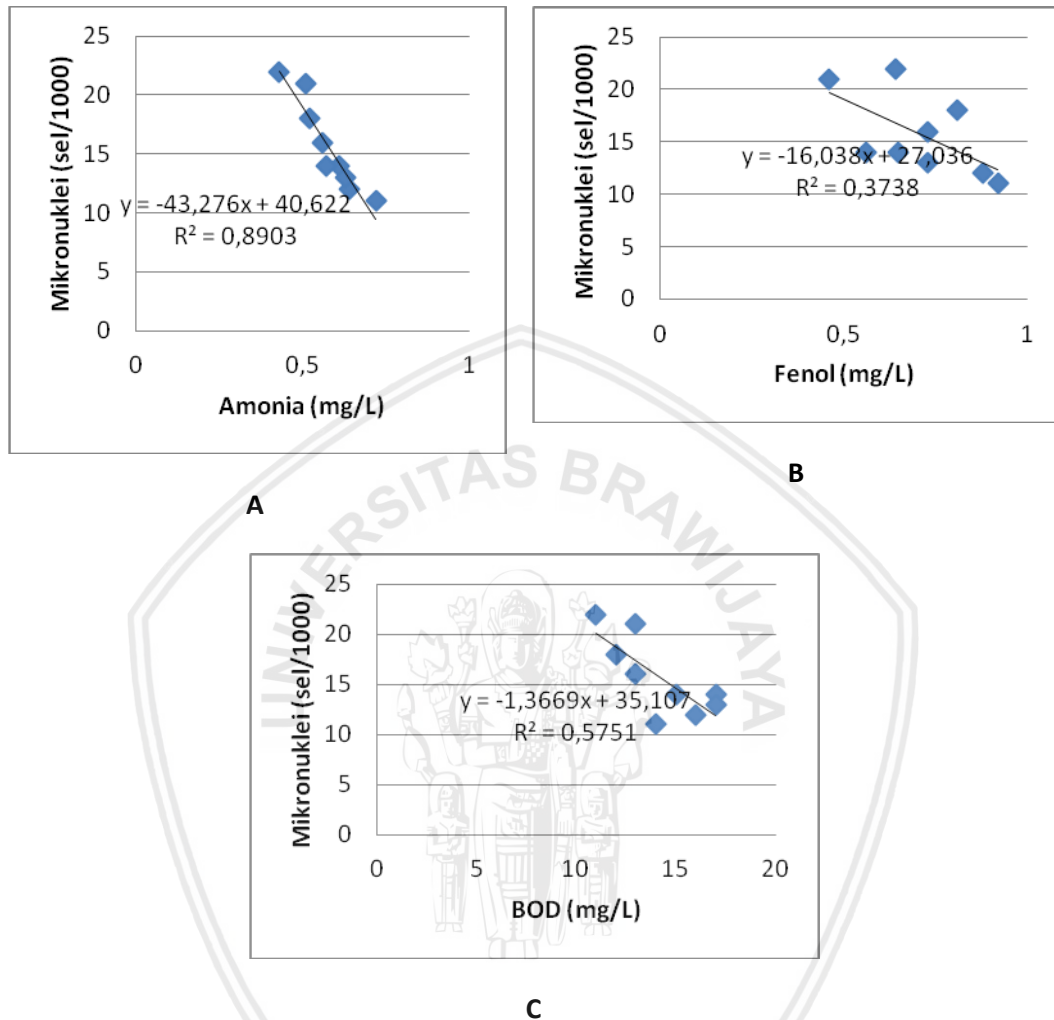 Mikronuklei (sel/1000)
25
20
15
10
5
0
y = -43,276x + 40,622
R² = 0,8903
0
0,5
1
Amonia (mg/L)
A
Mikronuklei (sel/1000)
25
20
15
10
5
0
y = -16,038x + 27,036
R² = 0,3738
0
0,5
1
Fenol (mg/L)
B
UNIVERSITAS BRAWIJAYA
Mikronuklei (sel/1000)
25
20
15
10
5
0
y = -1,3669x + 35,107
R² = 0,5751
0
5
10
15
20
BOD (mg/L)
C